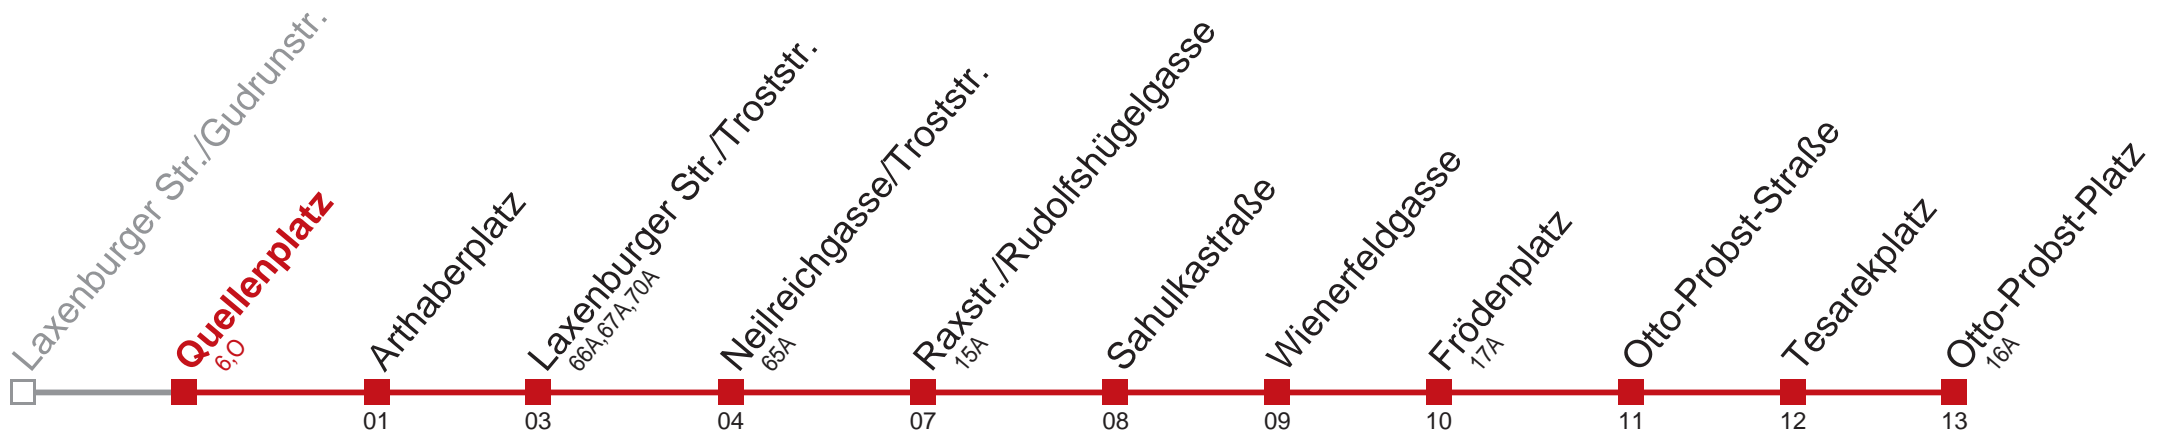 Laxenburger Str./Gudrunstr.
Quellenplatz
6,O
Arthaberplatz
01
Laxenburger Str./Troststr.
66A,67A,70A
03
Neilreichgasse/Troststr.
65A
04
Raxstr./Rudolfshügelgasse
15A
07
Sahulkastraße
08
Wienerfeldgasse
09
Frödenplatz
17A
10
Otto-Probst-Straße
11
Tesarekplatz
12
Otto-Probst-Platz
16A
13